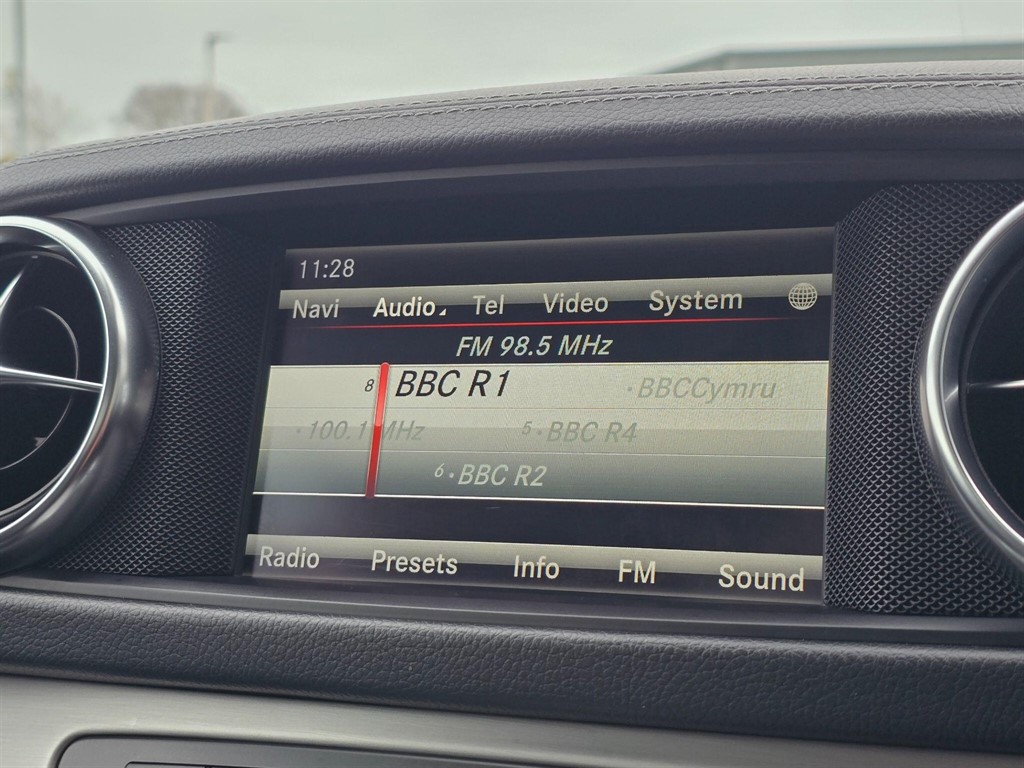 11:28
Navi Audio Tel Video System
FM 98.5 MHz
8 BBC R1 ·BBCCymru
·100.1 MHz 5·BBC R4
6·BBC R2
Radio Presets Info FM Sound